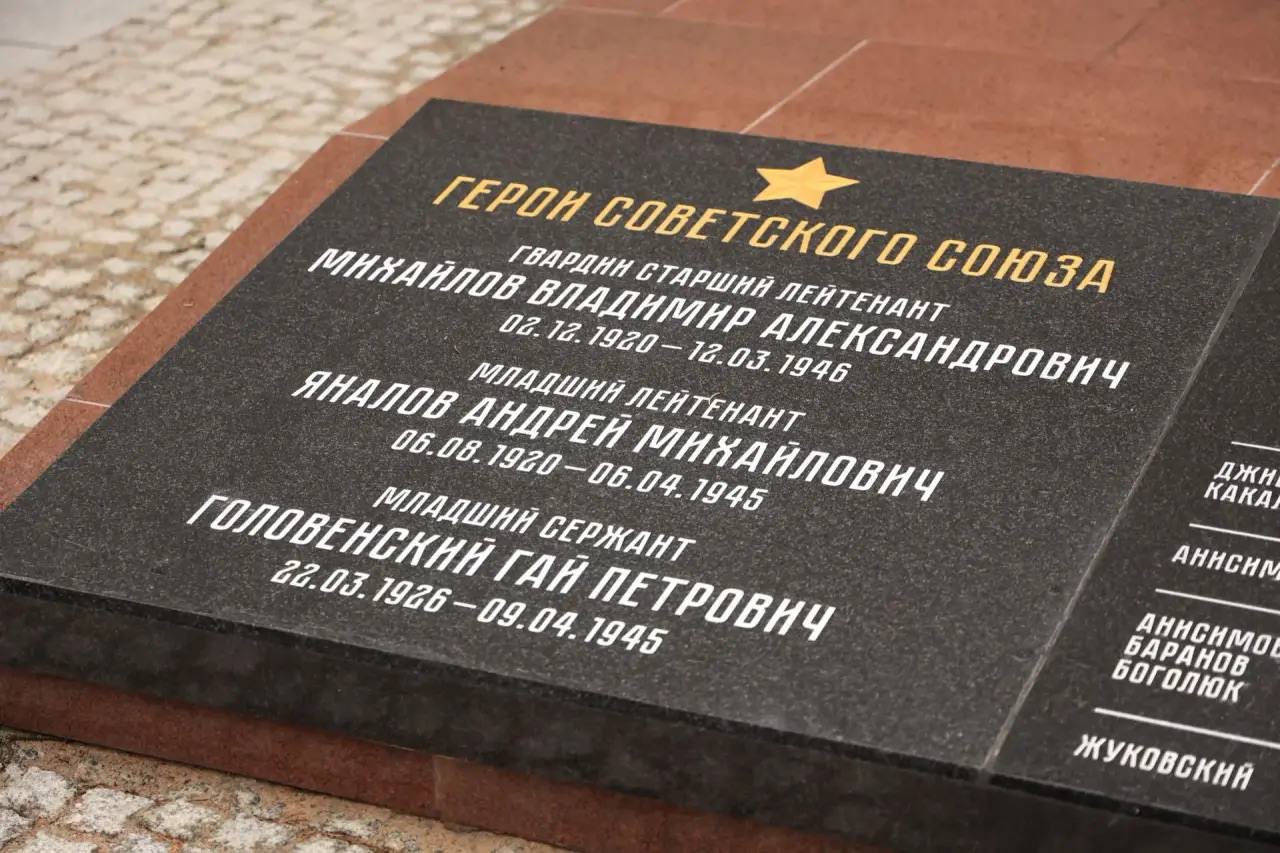 ГЕРОИ СОВЕТСКОГО СОЮЗА
ГВАРДИИ СТАРШИЙ ЛЕЙТЕНАНТ
МИХАЙЛОВ ВЛАДИМИР АЛЕКСАНДРОВИЧ
02.12.1920 – 12.03.1946
МЛАДШИЙ ЛЕЙТЕНАНТ
ЯНАЛОВ АНДРЕЙ МИХАЙЛОВИЧ
06.08.1920 – 06.04.1945
МЛАДШИЙ СЕРЖАНТ
ГОЛОВЕНСКИЙ ГАЙ ПЕТРОВИЧ
22.03.1926 – 09.04.1945
БАРАНОВ
БОГОЛЮК
ЖУКОВСКИЙ